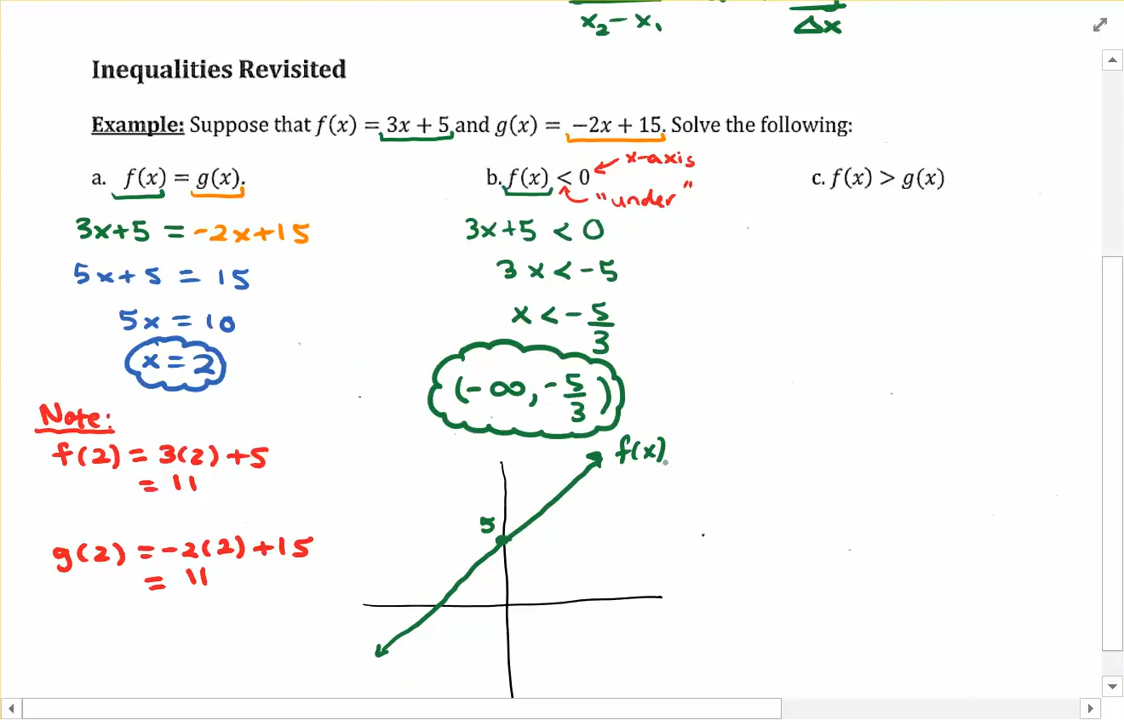 x₂ - x₁
Δx
Inequalities Revisited
Example: Suppose that f(x) = 3x + 5 and g(x) = −2x + 15. Solve the following:
a. f(x) = g(x).
3x+5 = -2x+15
5x+5 = 15
5x = 10
x = 2
Note:
f(2) = 3(2)+5
= 11
g(2) = -2(2)+15
= 11
b. f(x) < 0
x-axis
"under"
3x+5 < 0
3x < -5
x < -5/3
(-∞, -5/3)
f(x)
5
c. f(x) > g(x)